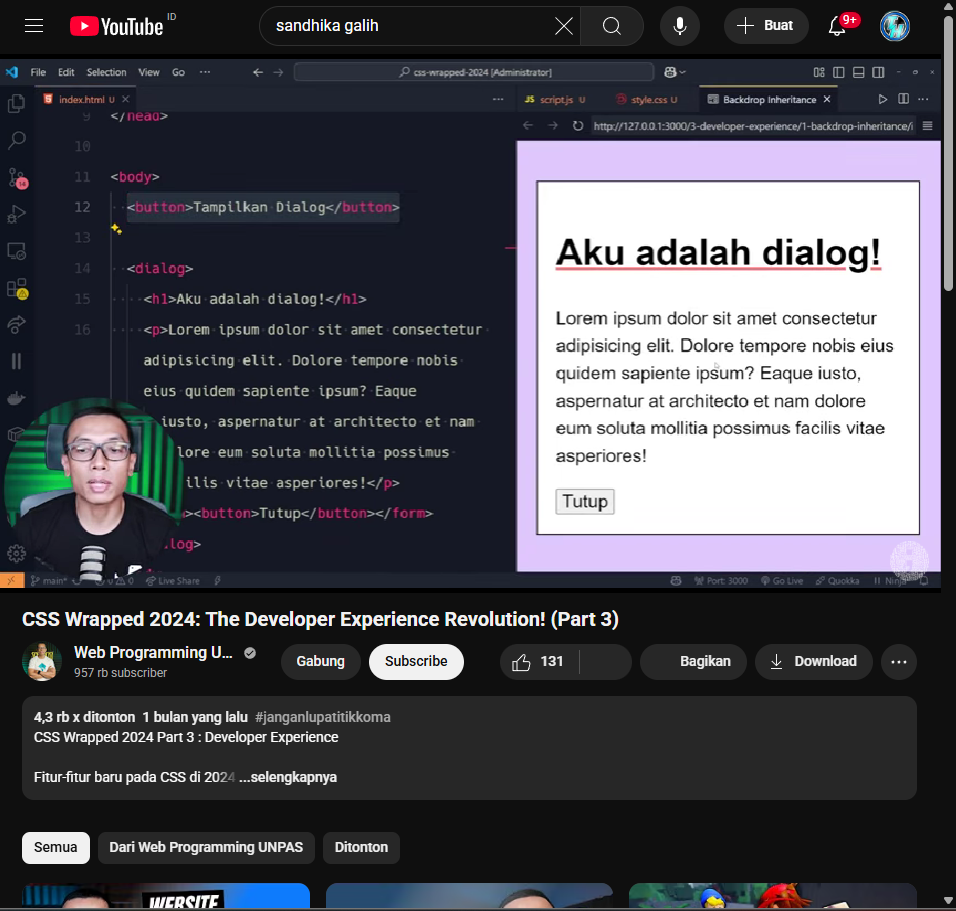 YouTube ID
sandhika galih
Buat
9+
File Edit Selection View Go ···
css-wrapped-2024 [Administrator]
index.html U
script.js U
style.css U
Backdrop Inheritance
http://127.0.0.1:3000/3-developer-experience/1-backdrop-inheritance/i
9 </head>
10
11 <body>
12 <button>Tampilkan Dialog</button>
13
14 <dialog>
15 <h1>Aku adalah dialog!</h1>
16 <p>Lorem ipsum dolor sit amet consectetur
adipisicing elit. Dolore tempore nobis
eius quidem sapiente ipsum? Eaque
iusto, aspernatur at architecto et nam
lore eum soluta mollitia possimus
ilis vitae asperiores!</p>
><button>Tutup</button></form>
log>
Aku adalah dialog!
Lorem ipsum dolor sit amet consectetur
adipisicing elit. Dolore tempore nobis eius
quidem sapiente ipsum? Eaque iusto,
aspernatur at architecto et nam dolore
eum soluta mollitia possimus facilis vitae
asperiores!
Tutup
main*
Live Share
Port: 3000
Go Live
Quokka
Ninja
CSS Wrapped 2024: The Developer Experience Revolution! (Part 3)
Web Programming U...
957 rb subscriber
Gabung
Subscribe
131
Bagikan
Download
4,3 rb x ditonton 1 bulan yang lalu #janganlupatitikkoma
CSS Wrapped 2024 Part 3 : Developer Experience
Fitur-fitur baru pada CSS di 2024 ...selengkapnya
Semua
Dari Web Programming UNPAS
Ditonton
WEBSITE